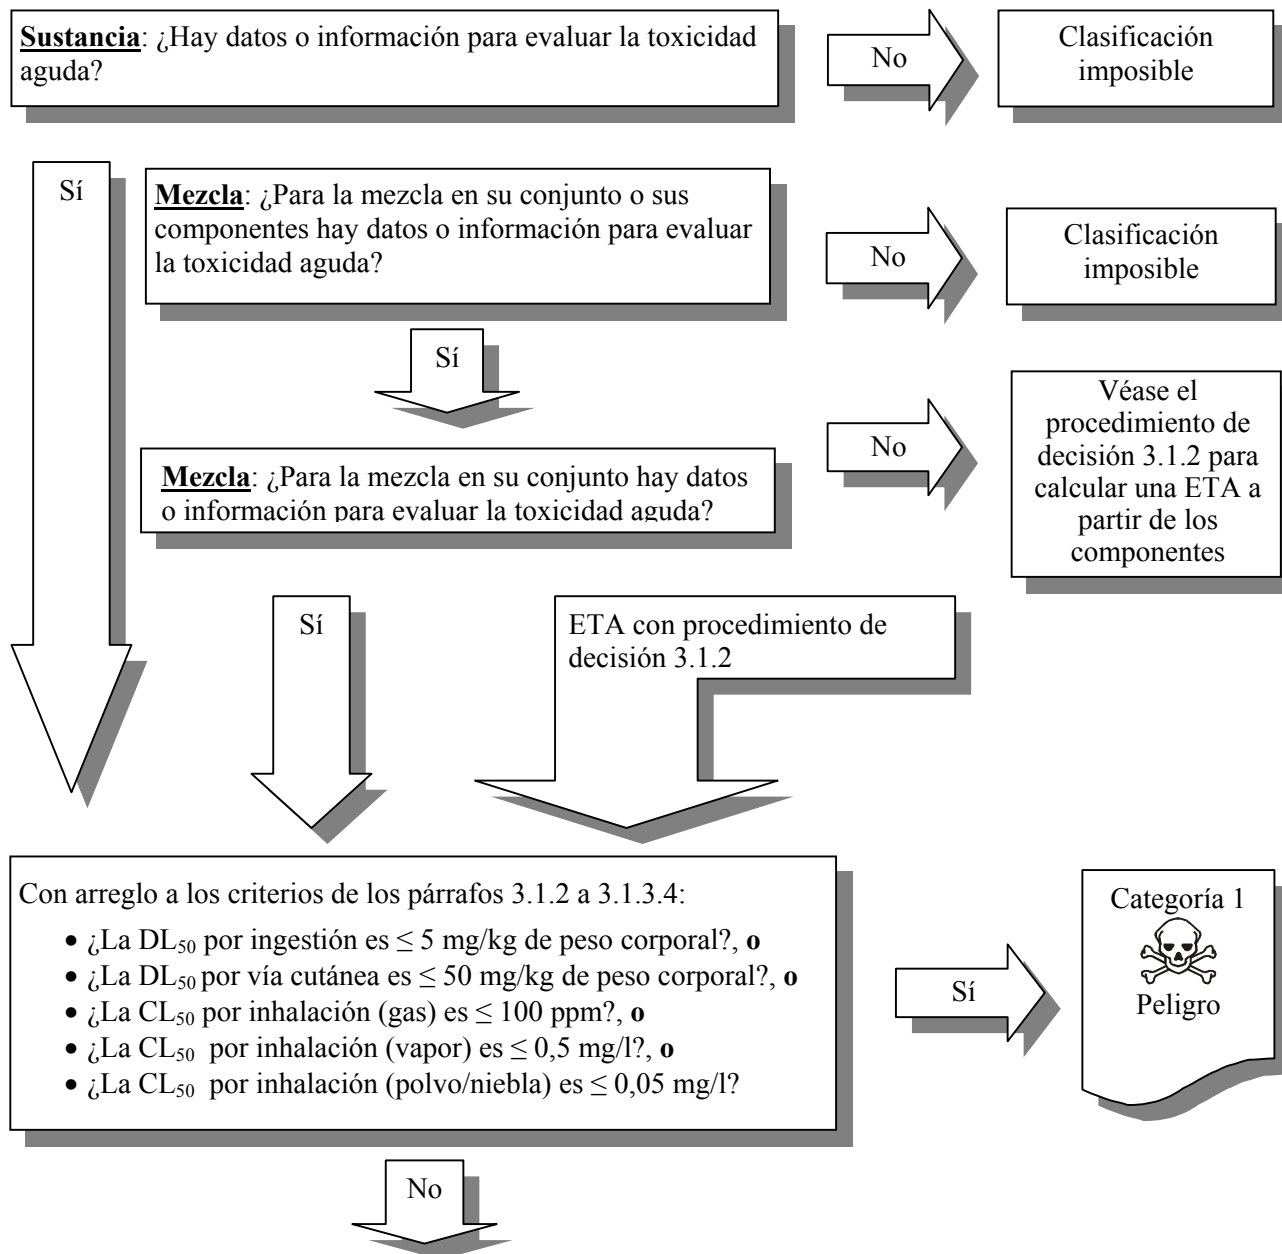 Sustancia: ¿Hay datos o información para evaluar la toxicidad
aguda?
No
Clasificación
imposible
Sí
Mezcla: ¿Para la mezcla en su conjunto o sus
componentes hay datos o información para evaluar
la toxicidad aguda?
No
Clasificación
imposible
Sí
Mezcla: ¿Para la mezcla en su conjunto hay datos
o información para evaluar la toxicidad aguda?
No
Véase el
procedimiento de
decisión 3.1.2 para
calcular una ETA a
partir de los
componentes
Sí
ETA con procedimiento de
decisión 3.1.2
Con arreglo a los criterios de los párrafos 3.1.2 a 3.1.3.4:
• ¿La DL50 por ingestión es ≤ 5 mg/kg de peso corporal?, o
• ¿La DL50 por vía cutánea es ≤ 50 mg/kg de peso corporal?, o
• ¿La CL50 por inhalación (gas) es ≤ 100 ppm?, o
• ¿La CL50 por inhalación (vapor) es ≤ 0,5 mg/l?, o
• ¿La CL50 por inhalación (polvo/niebla) es ≤ 0,05 mg/l?
Sí
Categoría 1
Peligro
No